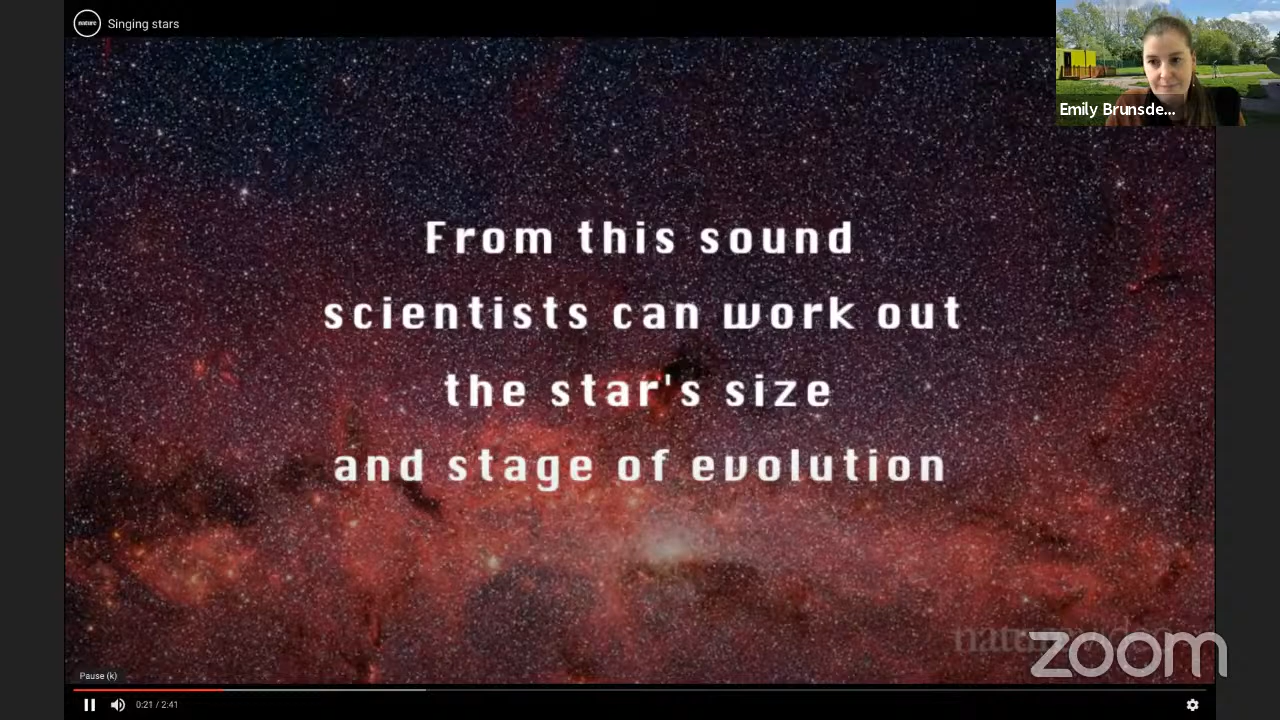 nature
Singing stars
Emily Brunsde...
From this sound
scientists can work out
the star's size
and stage of evolution
zoom
Pause (k)
0:21 / 2:41